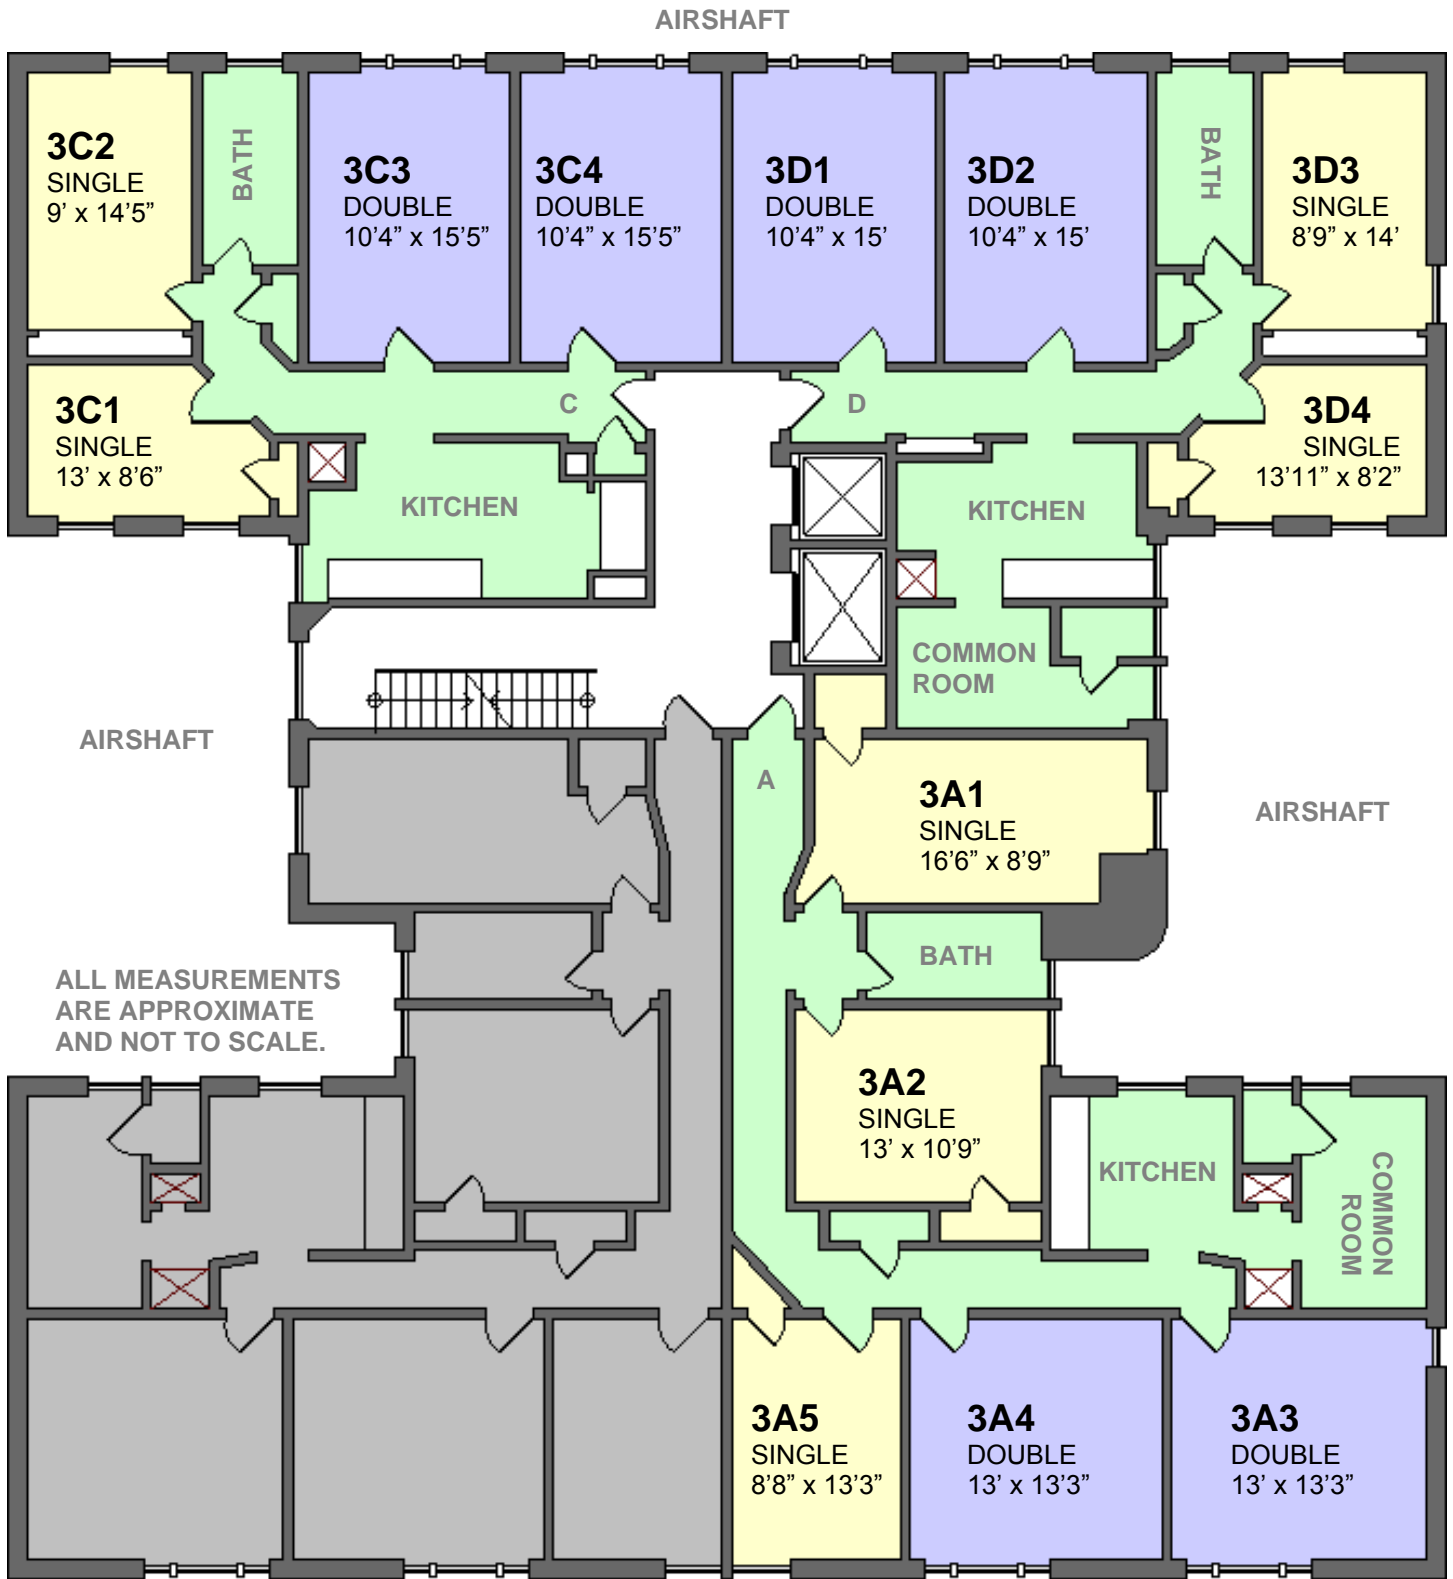 AIRSHAFT
3C2
SINGLE
9’ x 14’5”
BATH
3C3
DOUBLE
10’4” x 15’5”
3C4
DOUBLE
10’4” x 15’5”
3D1
DOUBLE
10’4” x 15’
3D2
DOUBLE
10’4” x 15’
BATH
3D3
SINGLE
8’9” x 14’
3C1
SINGLE
13’ x 8’6”
C
D
3D4
SINGLE
13’11” x 8’2”
KITCHEN
KITCHEN
COMMON
ROOM
AIRSHAFT
A
3A1
SINGLE
16’6” x 8’9”
AIRSHAFT
BATH
ALL MEASUREMENTS
ARE APPROXIMATE
AND NOT TO SCALE.
3A2
SINGLE
13’ x 10’9”
KITCHEN
COMMON
ROOM
3A5
SINGLE
8’8” x 13’3”
3A4
DOUBLE
13’ x 13’3”
3A3
DOUBLE
13’ x 13’3”